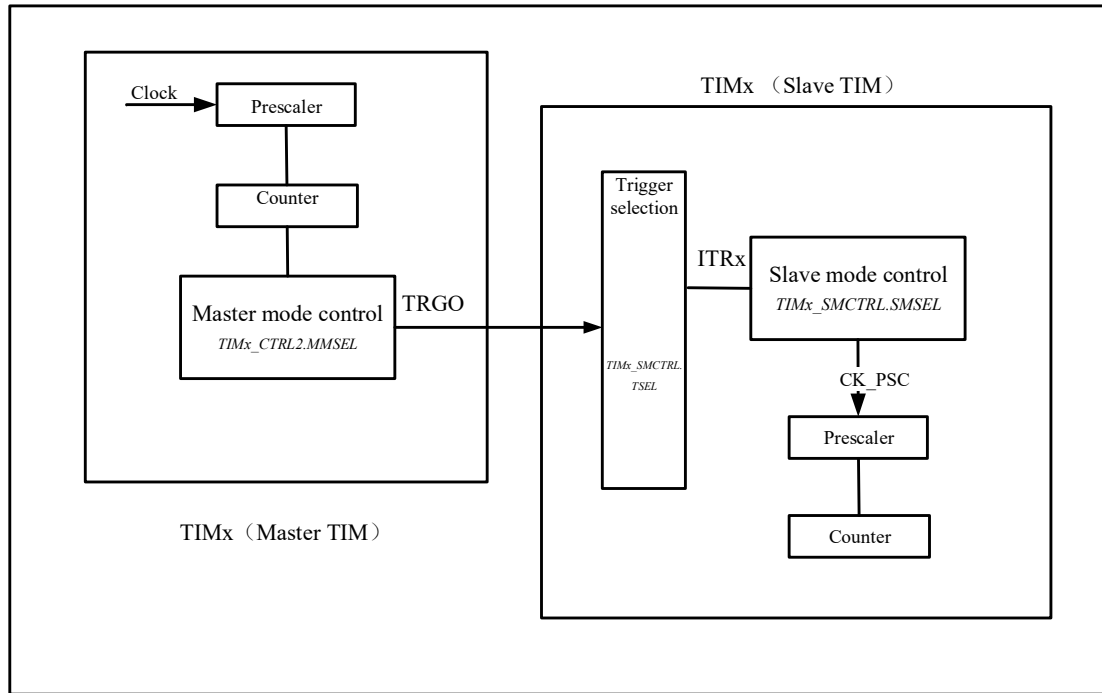 Clock
Prescaler
Counter
Master mode control
TIMx_CTRL2.MMSEL
TRGO
TIMx（Master TIM）
TIMx （Slave TIM）
Trigger
selection
TIMx_SMCTRL.
TSEL
ITRx
Slave mode control
TIMx_SMCTRL.SMSEL
CK_PSC
Prescaler
Counter